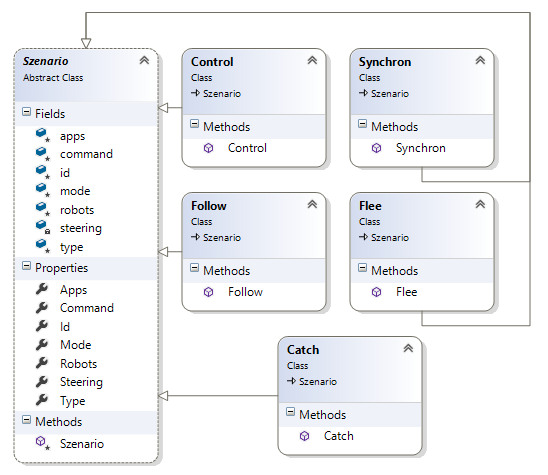 Szenario
Abstract Class
Fields
apps
command
id
mode
robots
steering
type
Properties
Apps
Command
Id
Mode
Robots
Steering
Type
Methods
Szenario
Control
Class
Szenario
Methods
Control
Synchron
Class
Szenario
Methods
Synchron
Follow
Class
Szenario
Methods
Follow
Flee
Class
Szenario
Methods
Flee
Catch
Class
Szenario
Methods
Catch